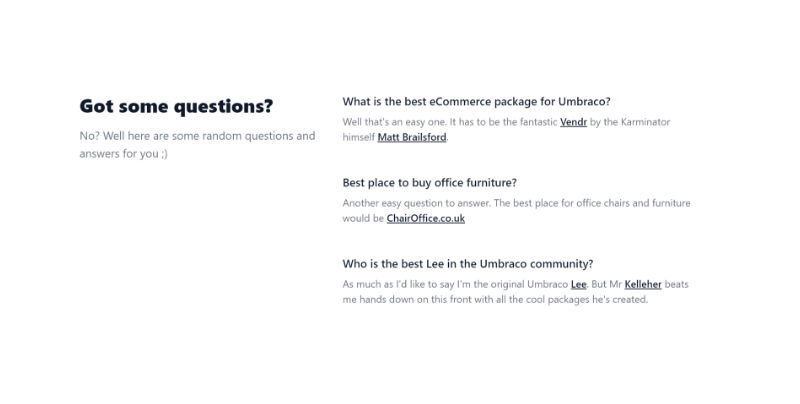 Got some questions?
No? Well here are some random questions and
answers for you ;)
What is the best eCommerce package for Umbraco?
Well that's an easy one. It has to be the fantastic Vendr by the Karminator
himself Matt Brailsford.
Best place to buy office furniture?
Another easy question to answer. The best place for office chairs and furniture
would be ChairOffice.co.uk
Who is the best Lee in the Umbraco community?
As much as I'd like to say I'm the original Umbraco Lee. But Mr Kelleher beats
me hands down on this front with all the cool packages he's created.